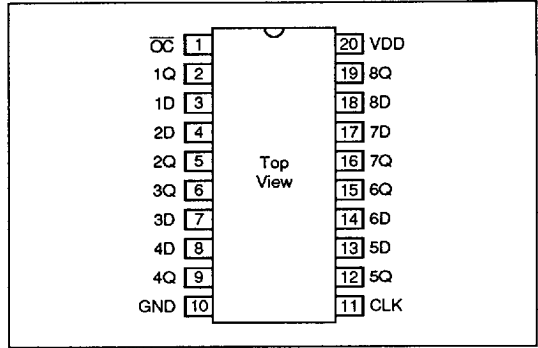 O̅C̅ 1 20 VDD
1Q 2 19 8Q
1D 3 18 8D
2D 4 17 7D
2Q 5 16 7Q
3Q 6 15 6Q
3D 7 14 6D
4D 8 13 5D
4Q 9 12 5Q
GND 10 11 CLK
Top
View